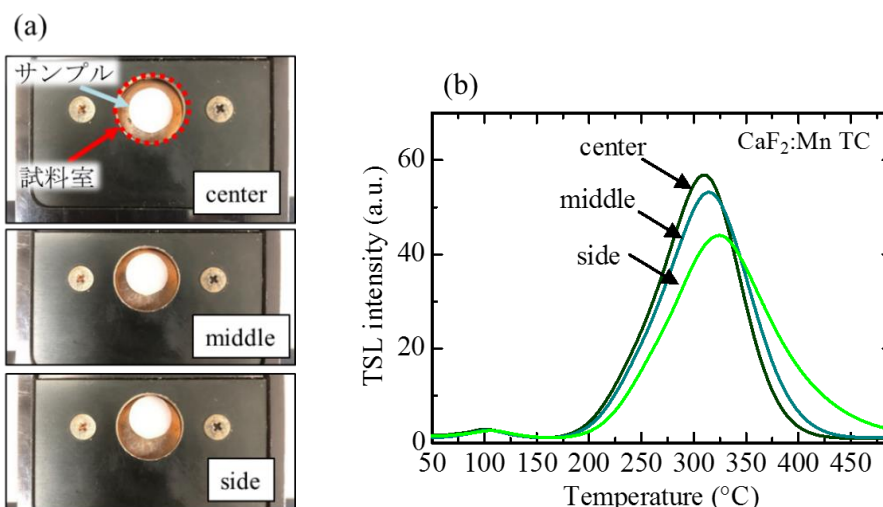 (a)
サンプル
試料室
center
middle
side
(b)
CaF₂:Mn TC
center
middle
side
TSL intensity (a.u.)
60
40
20
0
50 100 150 200 250 300 350 400 450
Temperature (°C)